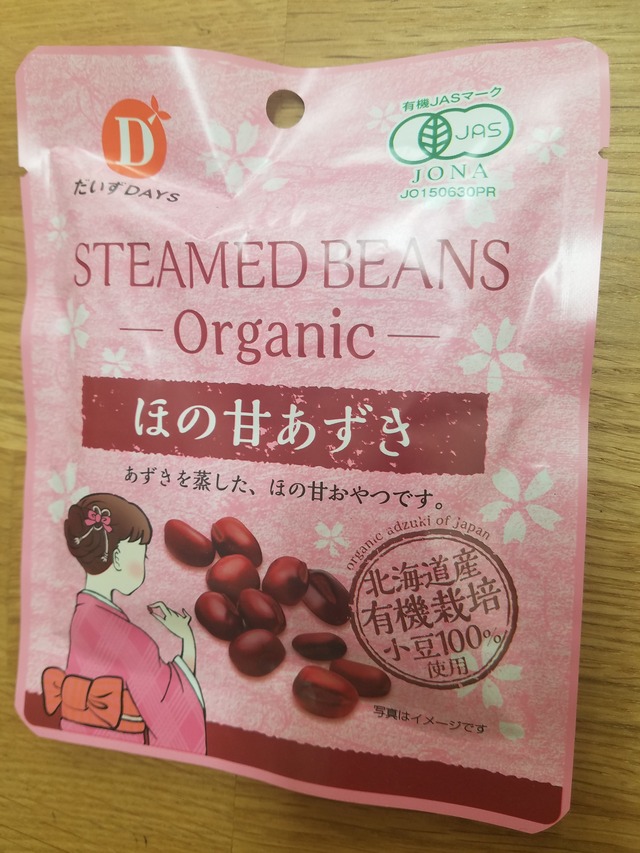 D
だいずDAYS
有機JASマーク
JAS
JONA
JO150630PR
STEAMED BEANS
Organic
ほの甘あずき
あずきを蒸した、ほの甘おやつです。
organic adzuki of japan
北海道産
有機栽培
小豆100%
使用
写真はイメージです